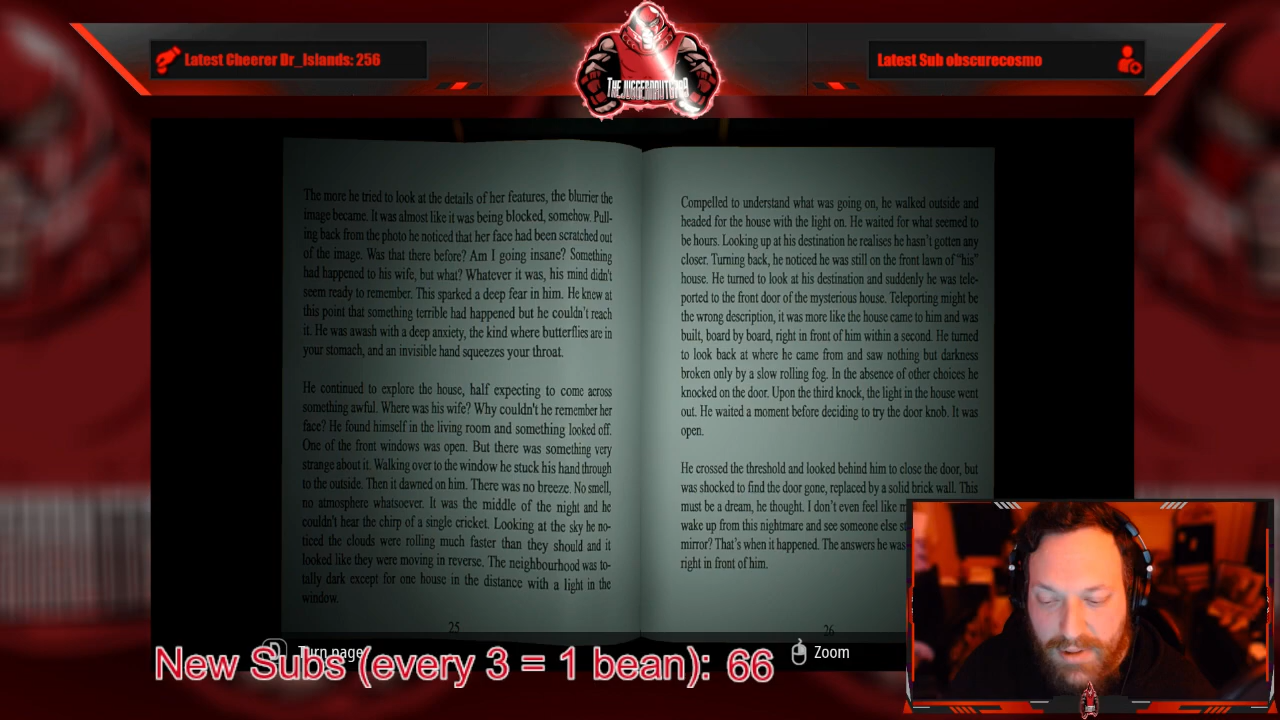 Latest Cheerer Dr_Islands: 256
Latest Sub obscurecosmo
The more he tried to look at the details of her features, the blurrier the
image became. It was almost like it was being blocked, somehow. Pull-
ing back from the photo he noticed that her face had been scratched out
of the image. Was that there before? Am I going insane? Something
had happened to his wife, but what? Whatever it was, his mind didn't
seem ready to remember. This sparked a deep fear in him. He knew at
this point that something terrible had happened but he couldn't reach
it. He was awash with a deep anxiety, the kind where butterflies are in
your stomach, and an invisible hand squeezes your throat.
He continued to explore the house, half expecting to come across
something awful. Where was his wife? Why couldn't he remember her
face? He found himself in the living room and something looked off.
One of the front windows was open. But there was something very
strange about it. Walking over to the window he stuck his hand through
to the outside. Then it dawned on him. There was no breeze. No smell,
no atmosphere whatsoever. It was the middle of the night and he
couldn't hear the chirp of a single cricket. Looking at the sky he no-
ticed the clouds were rolling much faster than they should and it
looked like they were moving in reverse. The neighbourhood was to-
tally dark except for one house in the distance with a light in the
window.
25
Compelled to understand what was going on, he walked outside and
headed for the house with the light on. He waited for what seemed to
be hours. Looking up at his destination he realises he hasn't gotten any
closer. Turning back, he noticed he was still on the front lawn of “his”
house. He turned to look at his destination and suddenly he was tele-
ported to the front door of the mysterious house. Teleporting might be
the wrong description, it was more like the house came to him and was
built, board by board, right in front of him within a second. He turned
to look back at where he came from and saw nothing but darkness
broken only by a slow rolling fog. In the absence of other choices he
knocked on the door. Upon the third knock, the light in the house went
out. He waited a moment before deciding to try the door knob. It was
open.
He crossed the threshold and looked behind him to close the door, but
was shocked to find the door gone, replaced by a solid brick wall. This
must be a dream, he thought. I don't even feel like
wake up from this nightmare and see someone else
mirror? That's when it happened. The answers he was
right in front of him.
26
Turn page
Zoom
New Subs (every 3 = 1 bean): 66